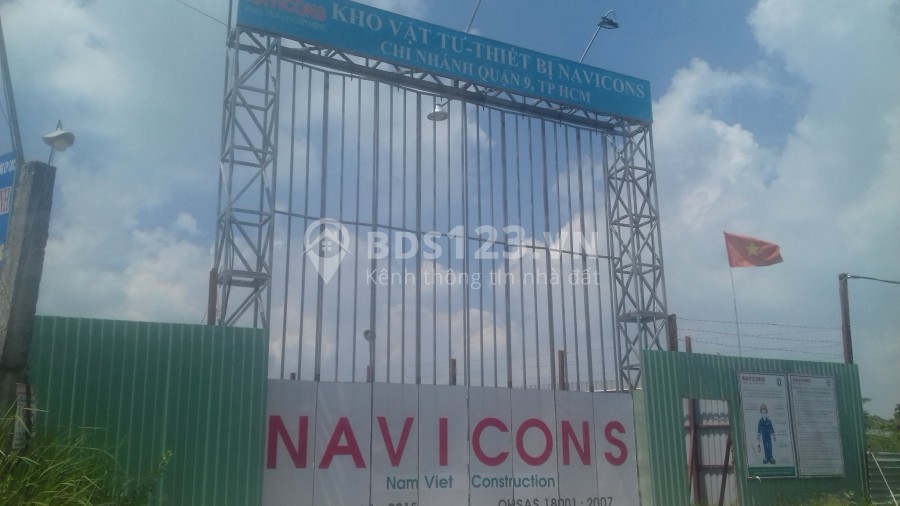 NAVICONS
KHO VẬT TƯ-THIẾT BỊ NAVICONS
CHI NHÁNH QUẬN 9, TP HCM
BDS123.VN
Kênh thông tin nhà đất
NAVICONS
Nam Viet Construction
OHSAS 18001 : 2007
NAVICONS